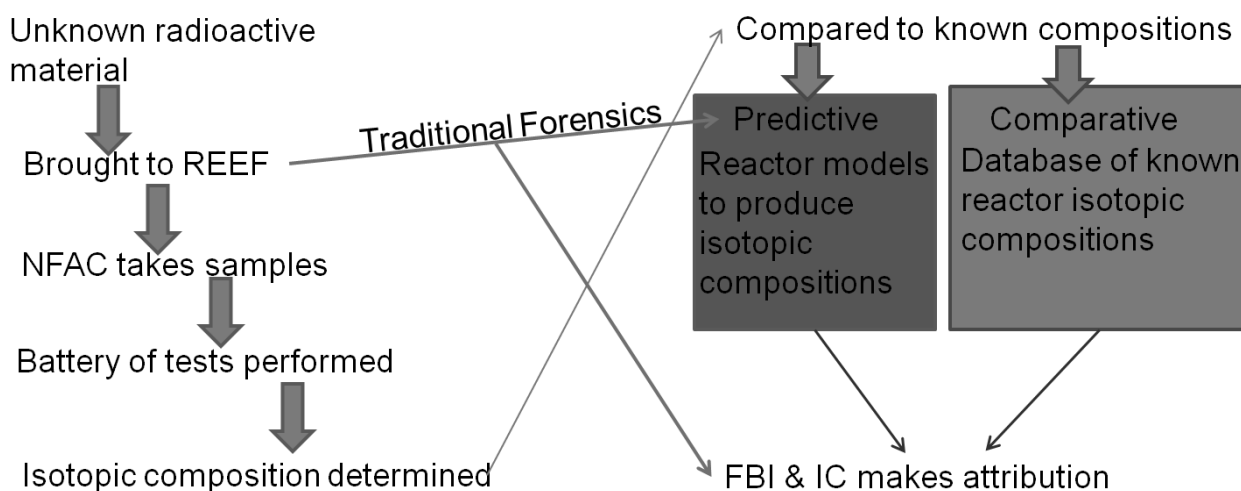 Unknown radioactive
material
Brought to REEF
NFAC takes samples
Battery of tests performed
Isotopic composition determined
Traditional Forensics
Compared to known compositions
Predictive
Reactor models
to produce
isotopic
compositions
Comparative
Database of known
reactor isotopic
compositions
FBI & IC makes attribution